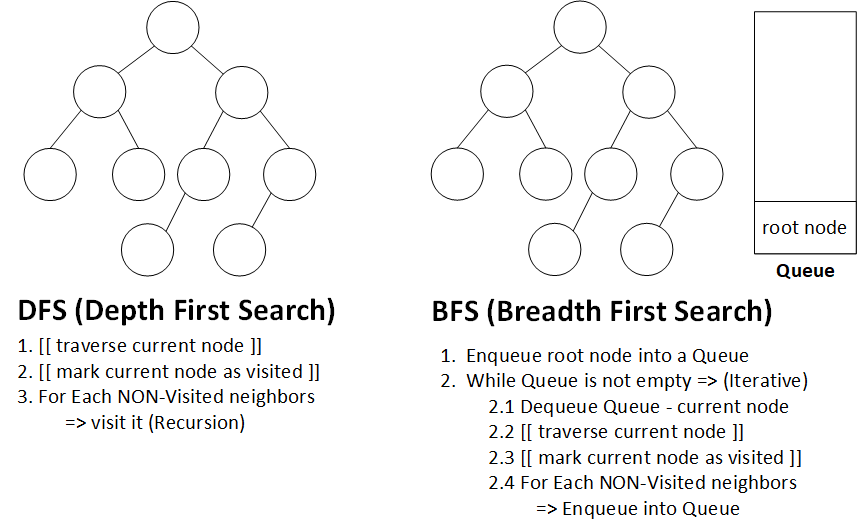 root node
Queue
DFS (Depth First Search)
1. [[ traverse current node ]]
2. [[ mark current node as visited ]]
3. For Each NON-Visited neighbors
=> visit it (Recursion)
BFS (Breadth First Search)
1. Enqueue root node into a Queue
2. While Queue is not empty => (Iterative)
2.1 Dequeue Queue - current node
2.2 [[ traverse current node ]]
2.3 [[ mark current node as visited ]]
2.4 For Each NON-Visited neighbors
=> Enqueue into Queue